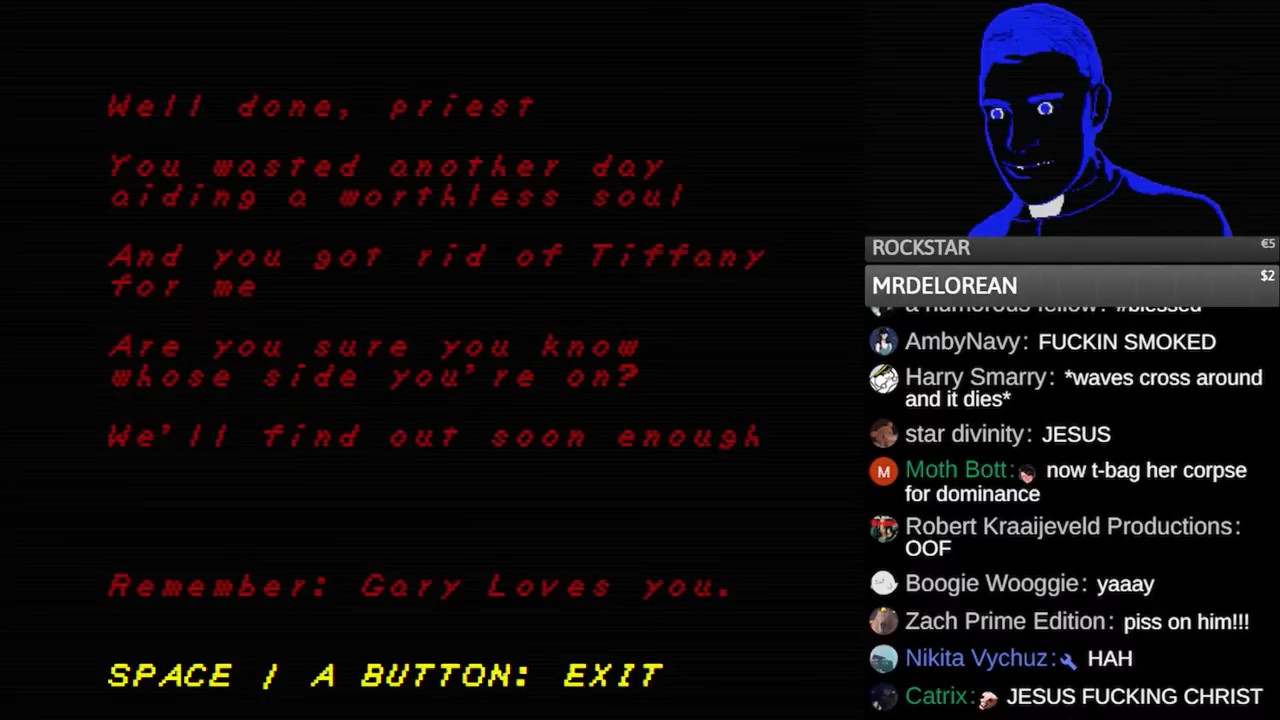 Well done, priest
You wasted another day
aiding a worthless soul
And you got rid of Tiffany
for me
Are you sure you know
whose side you're on?
We'll find out soon enough
Remember: Gary Loves you.
SPACE / A BUTTON: EXIT
ROCKSTAR €5
MRDELOREAN $2
a humorous fellow: #blessed
AmbyNavy: FUCKIN SMOKED
Harry Smarry: *waves cross around
and it dies*
star divinity: JESUS
M Moth Bott: now t-bag her corpse
for dominance
Robert Kraaijeveld Productions:
OOF
Boogie Wooggie: yaaay
Zach Prime Edition: piss on him!!!
Nikita Vychuz: HAH
Catrix: JESUS FUCKING CHRIST